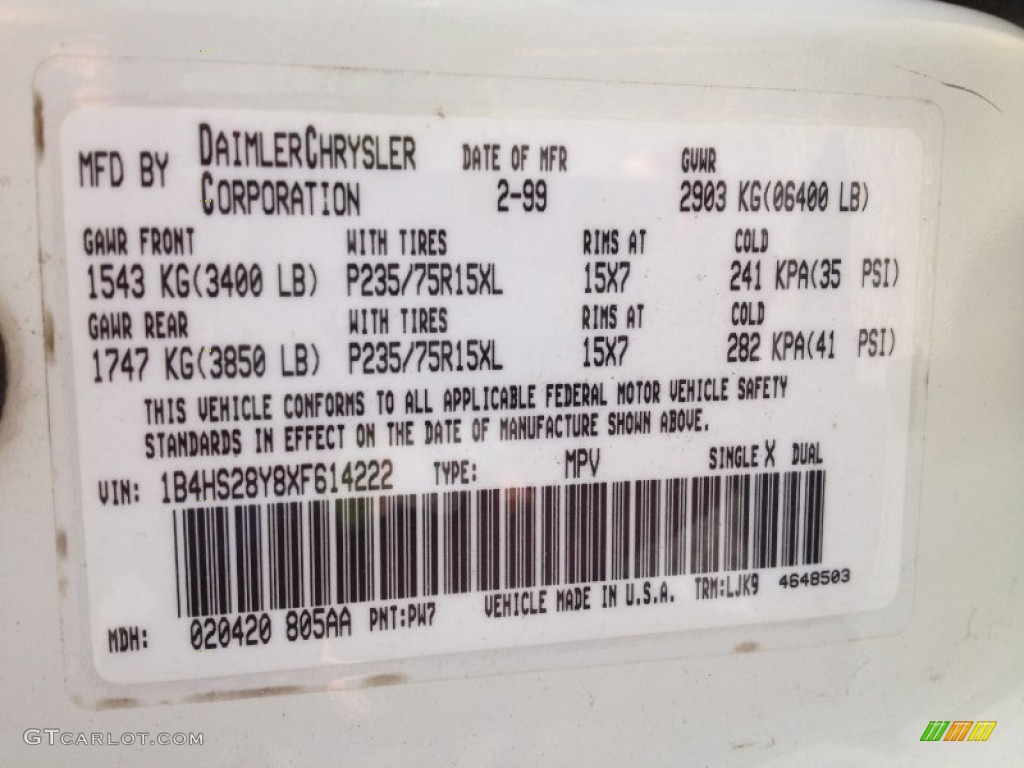 MFD BY DAIMLERCHRYSLER CORPORATION DATE OF MFR 2-99 GVWR 2903 KG(06400 LB)
GAWR FRONT WITH TIRES RIMS AT COLD
1543 KG(3400 LB) P235/75R15XL 15X7 241 KPA(35 PSI)
GAWR REAR WITH TIRES RIMS AT COLD
1747 KG(3850 LB) P235/75R15XL 15X7 282 KPA(41 PSI)
THIS VEHICLE CONFORMS TO ALL APPLICABLE FEDERAL MOTOR VEHICLE SAFETY
STANDARDS IN EFFECT ON THE DATE OF MANUFACTURE SHOWN ABOVE.
VIN: 1B4HS28Y8XF614222 TYPE: MPV SINGLE X DUAL
MDH: 020420 805AA PNT:PW7 VEHICLE MADE IN U.S.A. TRM:LJK9 4648503
GTCARLOT.COM